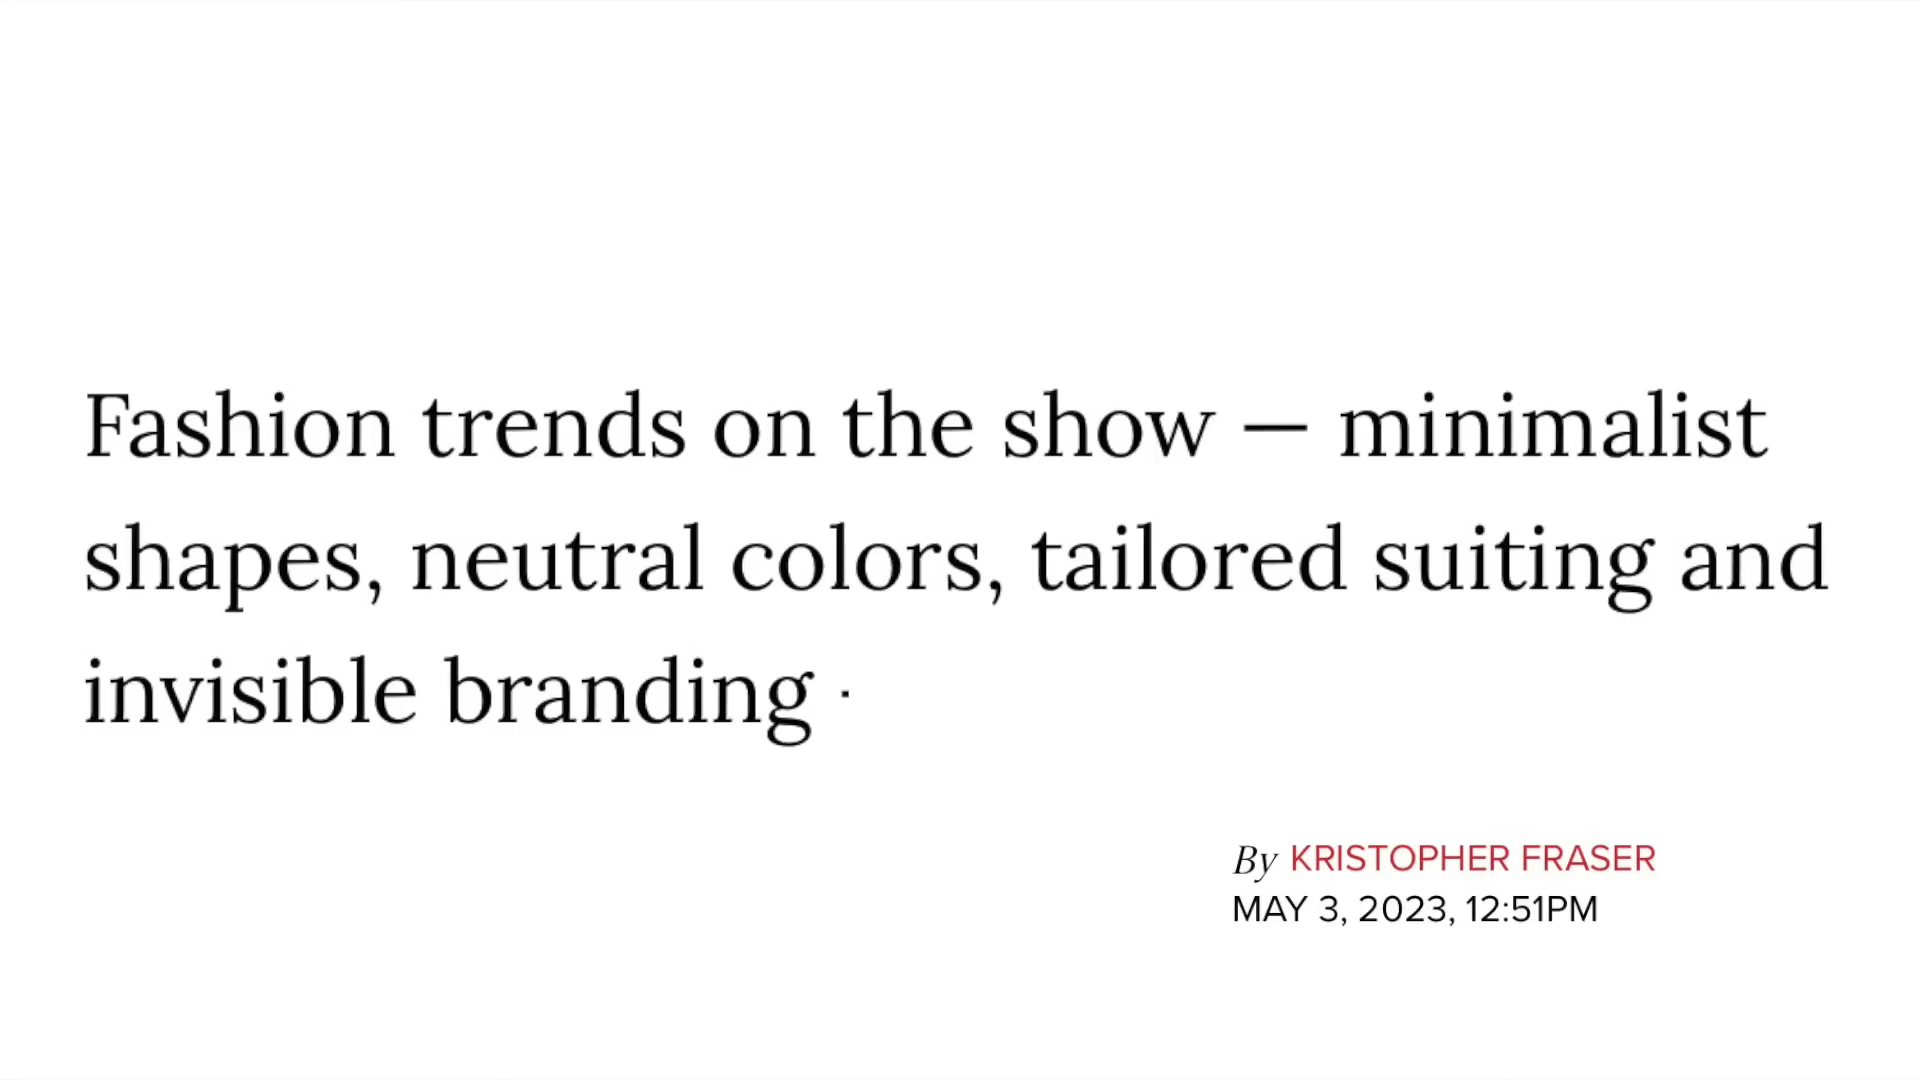 Fashion trends on the show — minimalist
shapes, neutral colors, tailored suiting and
invisible branding ·
By KRISTOPHER FRASER
MAY 3, 2023, 12:51PM